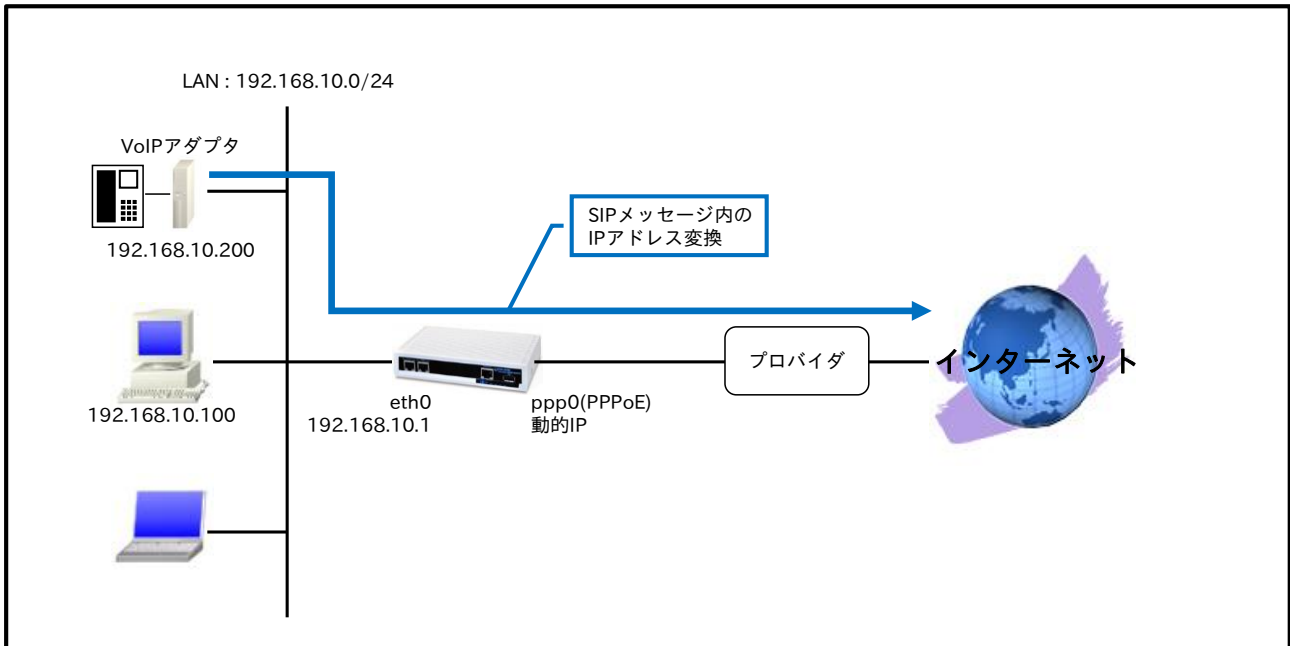 LAN : 192.168.10.0/24
VoIPアダプタ
192.168.10.200
SIPメッセージ内の
IPアドレス変換
プロバイダ
インターネット
192.168.10.100
eth0
192.168.10.1
ppp0(PPPoE)
動的IP